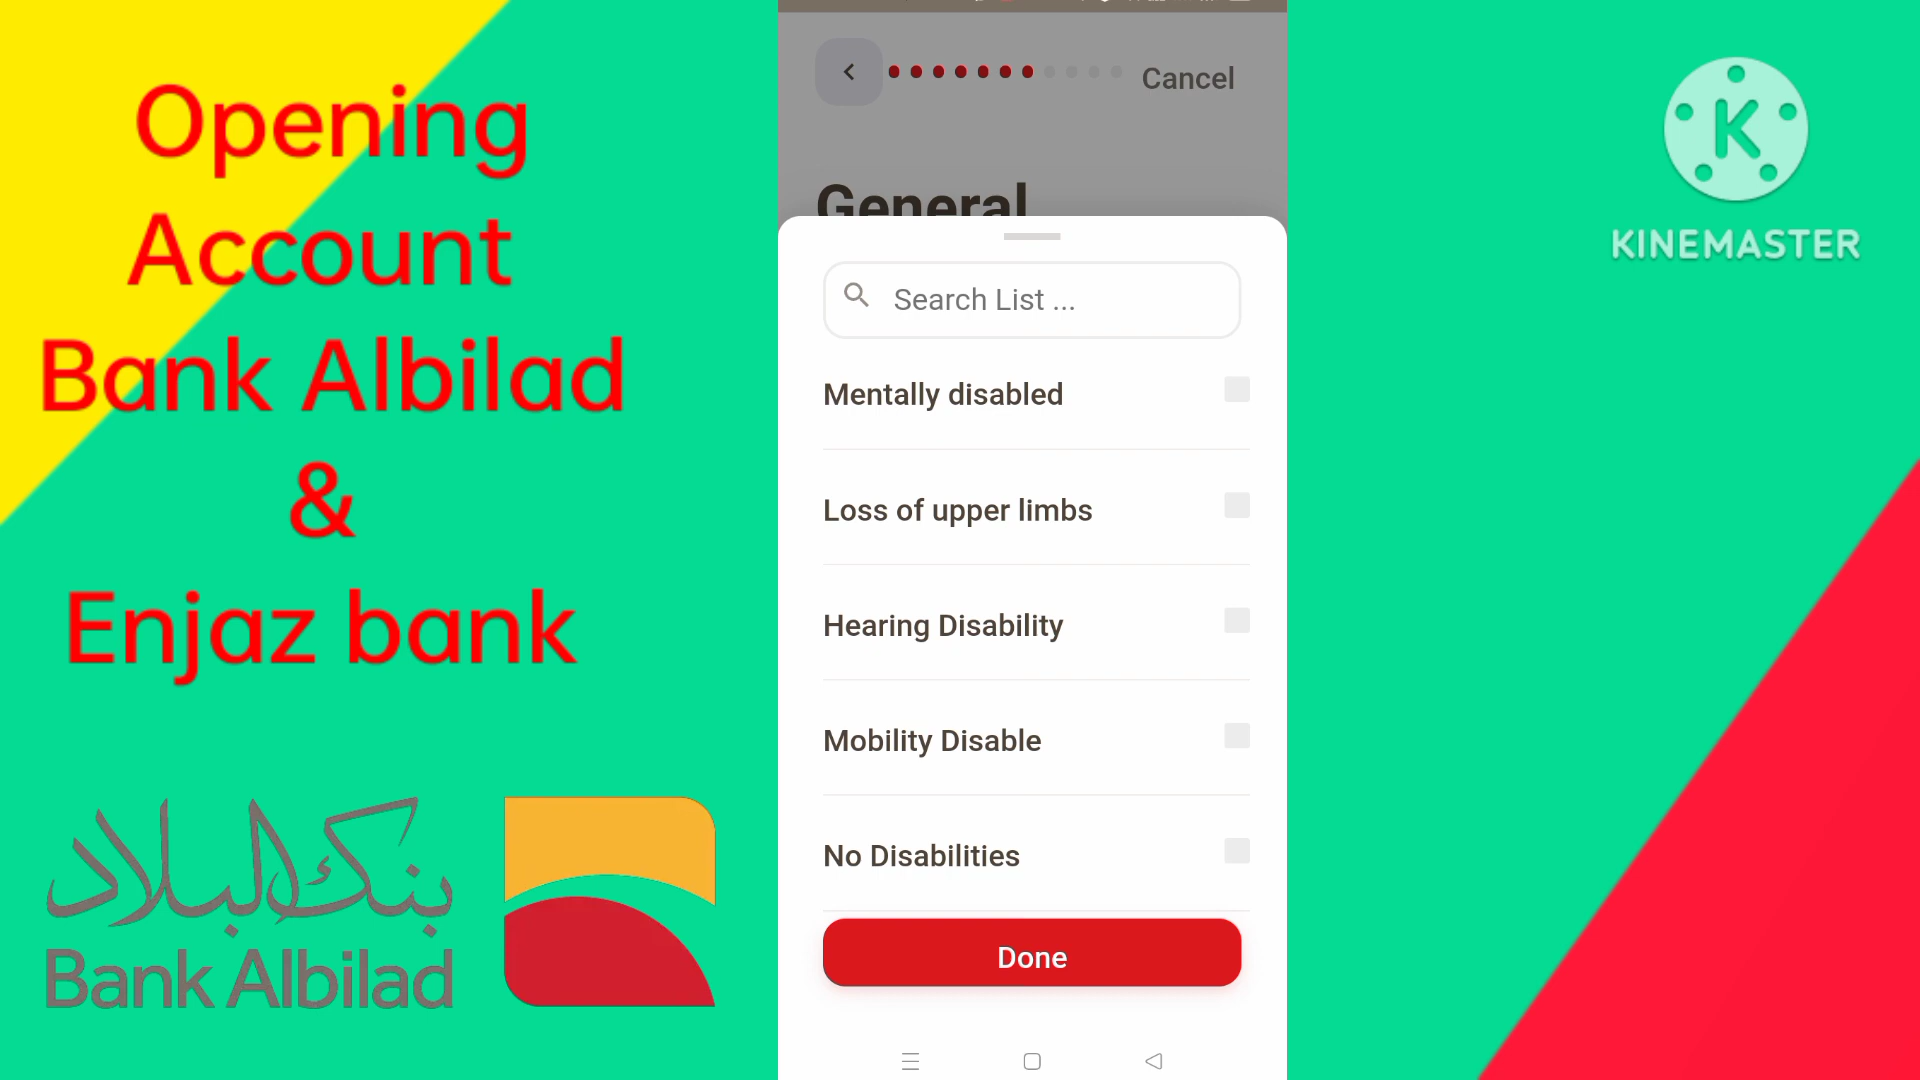 Opening
Account
Bank Albilad
&
Enjaz bank
بنك البلاد
Bank Albilad
Cancel
General
Search List ...
Mentally disabled
Loss of upper limbs
Hearing Disability
Mobility Disable
No Disabilities
Done
K
KINEMASTER